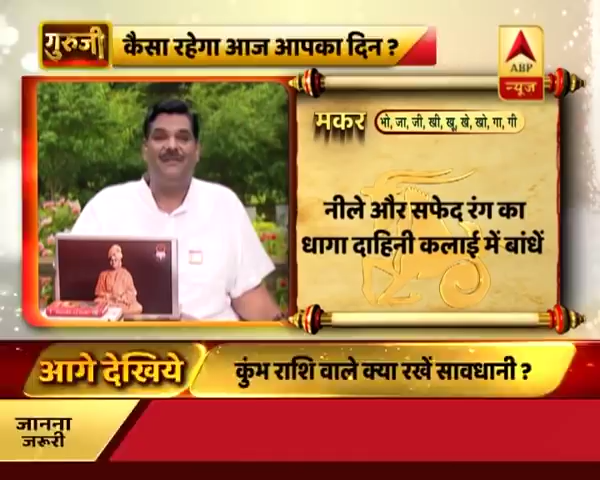 गुरुजी
कैसा रहेगा आज आपका दिन ?
ABP
न्यूज़
मकर
भो, जा, जी, खी, खू, खे, खो, गा, गी
नीले और सफेद रंग का
धागा दाहिनी कलाई में बांधें
आगे देखिये
कुंभ राशि वाले क्या रखें सावधानी ?
जानना
जरूरी